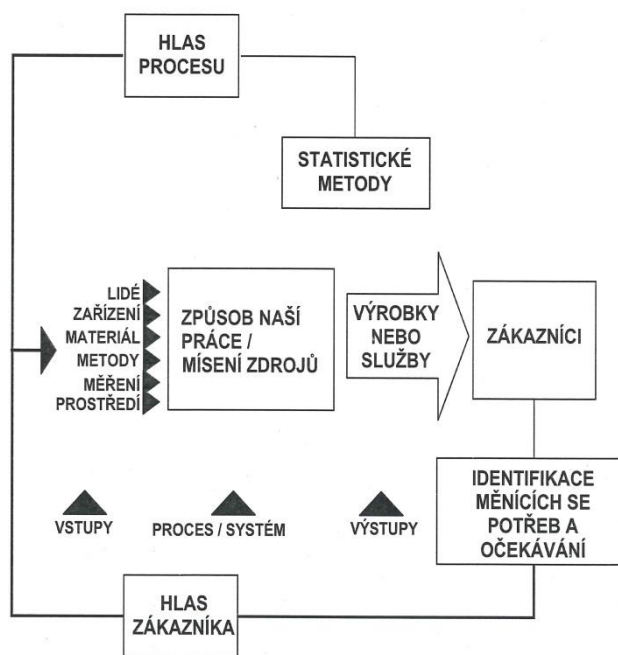 HLAS
PROCESU
STATISTICKÉ
METODY
LIDÉ
ZAŘÍZENÍ
MATERIÁL
METODY
MĚŘENÍ
PROSTŘEDÍ
ZPŮSOB NAŠÍ
PRÁCE /
MÍSENÍ ZDROJŮ
VÝROBKY
NEBO
SLUŽBY
ZÁKAZNÍCI
IDENTIFIKACE
MĚNÍCÍCH SE
POTŘEB A
OČEKÁVÁNÍ
VSTUPY
PROCES / SYSTÉM
VÝSTUPY
HLAS
ZÁKAZNÍKA